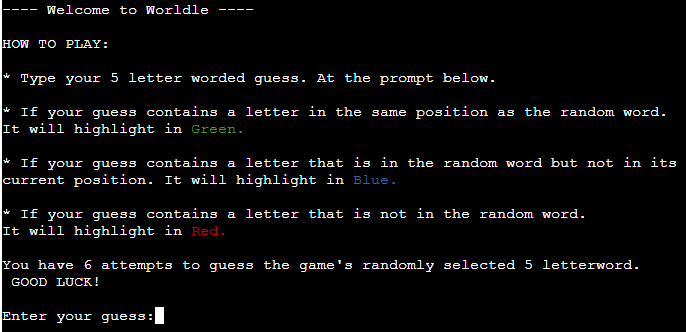 ---- Welcome to Worldle ----
HOW TO PLAY:
* Type your 5 letter worded guess. At the prompt below.
* If your guess contains a letter in the same position as the random word.
It will highlight in Green.
* If your guess contains a letter that is in the random word but not in its
current position. It will highlight in Blue.
* If your guess contains a letter that is not in the random word.
It will highlight in Red.
You have 6 attempts to guess the game's randomly selected 5 letterword.
GOOD LUCK!
Enter your guess: